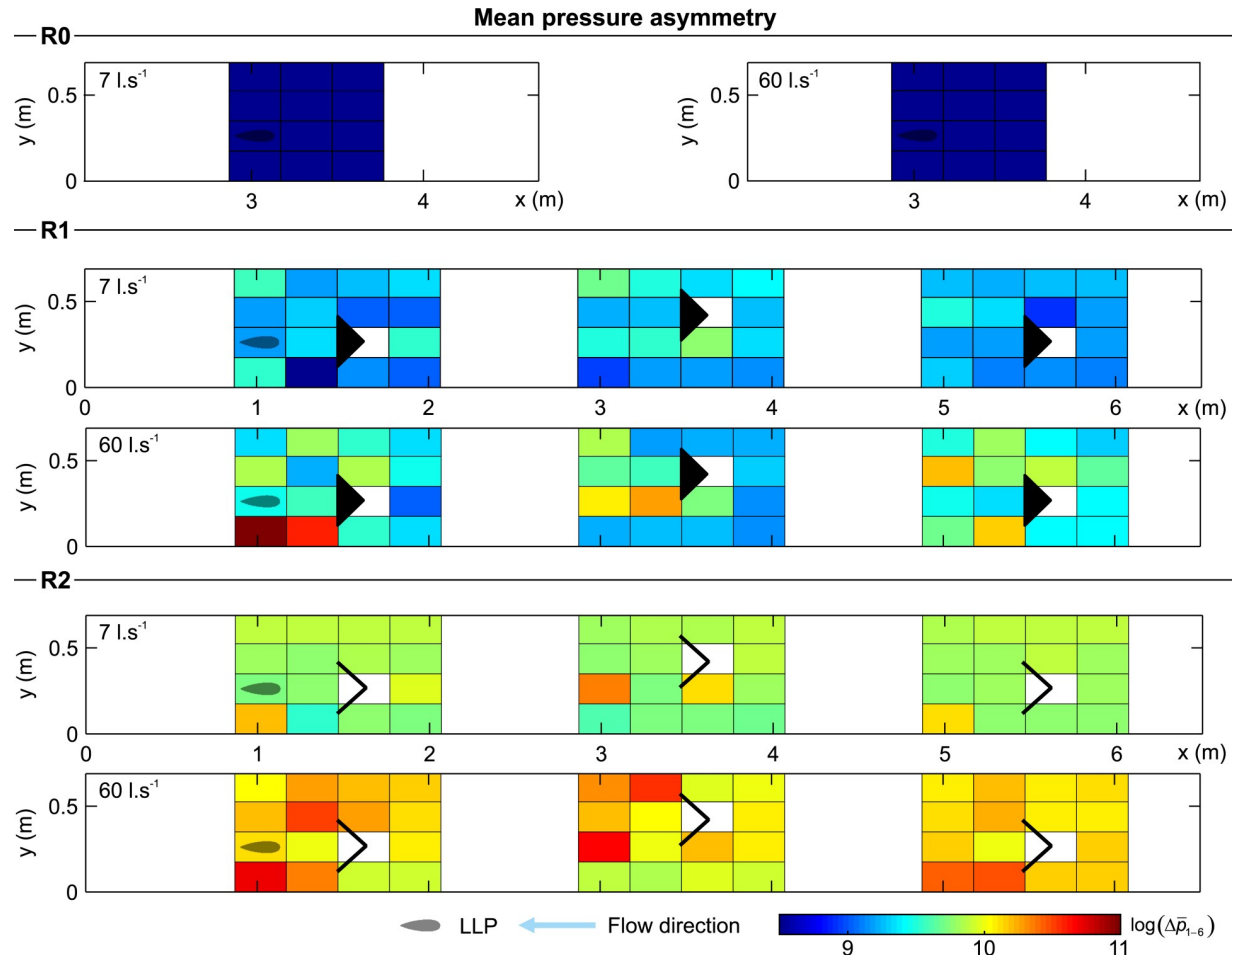 Mean pressure asymmetry
R0
7 l.s⁻¹ 60 l.s⁻¹
0.5 0.5
y (m) y (m)
0 0
3 4 x (m) 3 4 x (m)
R1
7 l.s⁻¹
0.5
y (m)
0
0 1 2 3 4 5 6 x (m)
60 l.s⁻¹
0.5
y (m)
0
R2
7 l.s⁻¹
0.5
y (m)
0
0 1 2 3 4 5 6 x (m)
60 l.s⁻¹
0.5
y (m)
0
LLP Flow direction log(Δp̅₁₋₆)
9 10 11